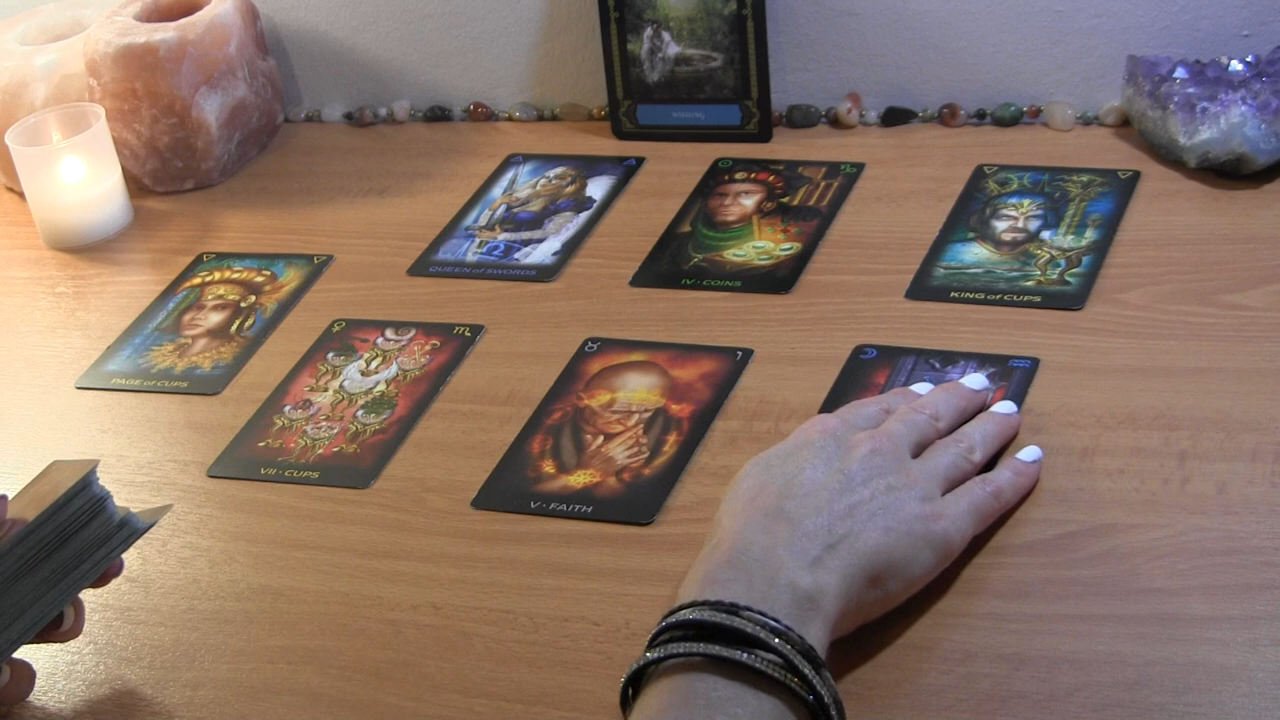 QUEEN of SWORDS
IV · COINS
KING of CUPS
PAGE of CUPS
VII · CUPS
V · FAITH